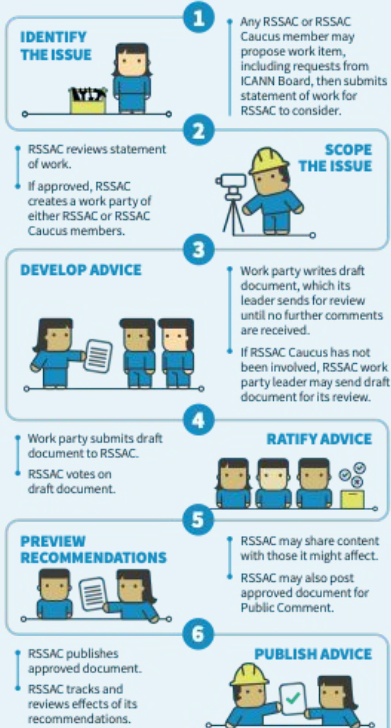 1
IDENTIFY
THE ISSUE
Any RSSAC or RSSAC
Caucus member may
propose work item,
including requests from
ICANN Board, then submits
statement of work for
RSSAC to consider.
2
SCOPE
THE ISSUE
RSSAC reviews statement
of work.
If approved, RSSAC
creates a work party of
either RSSAC or RSSAC
Caucus members.
3
DEVELOP ADVICE
Work party writes draft
document, which its
leader sends for review
until no further comments
are received.
If RSSAC Caucus has not
been involved, RSSAC work
party leader may send draft
document for its review.
4
RATIFY ADVICE
Work party submits draft
document to RSSAC.
RSSAC votes on
draft document.
5
PREVIEW
RECOMMENDATIONS
RSSAC may share content
with those it might affect.
RSSAC may also post
approved document for
Public Comment.
6
PUBLISH ADVICE
RSSAC publishes
approved document.
RSSAC tracks and
reviews effects of its
recommendations.